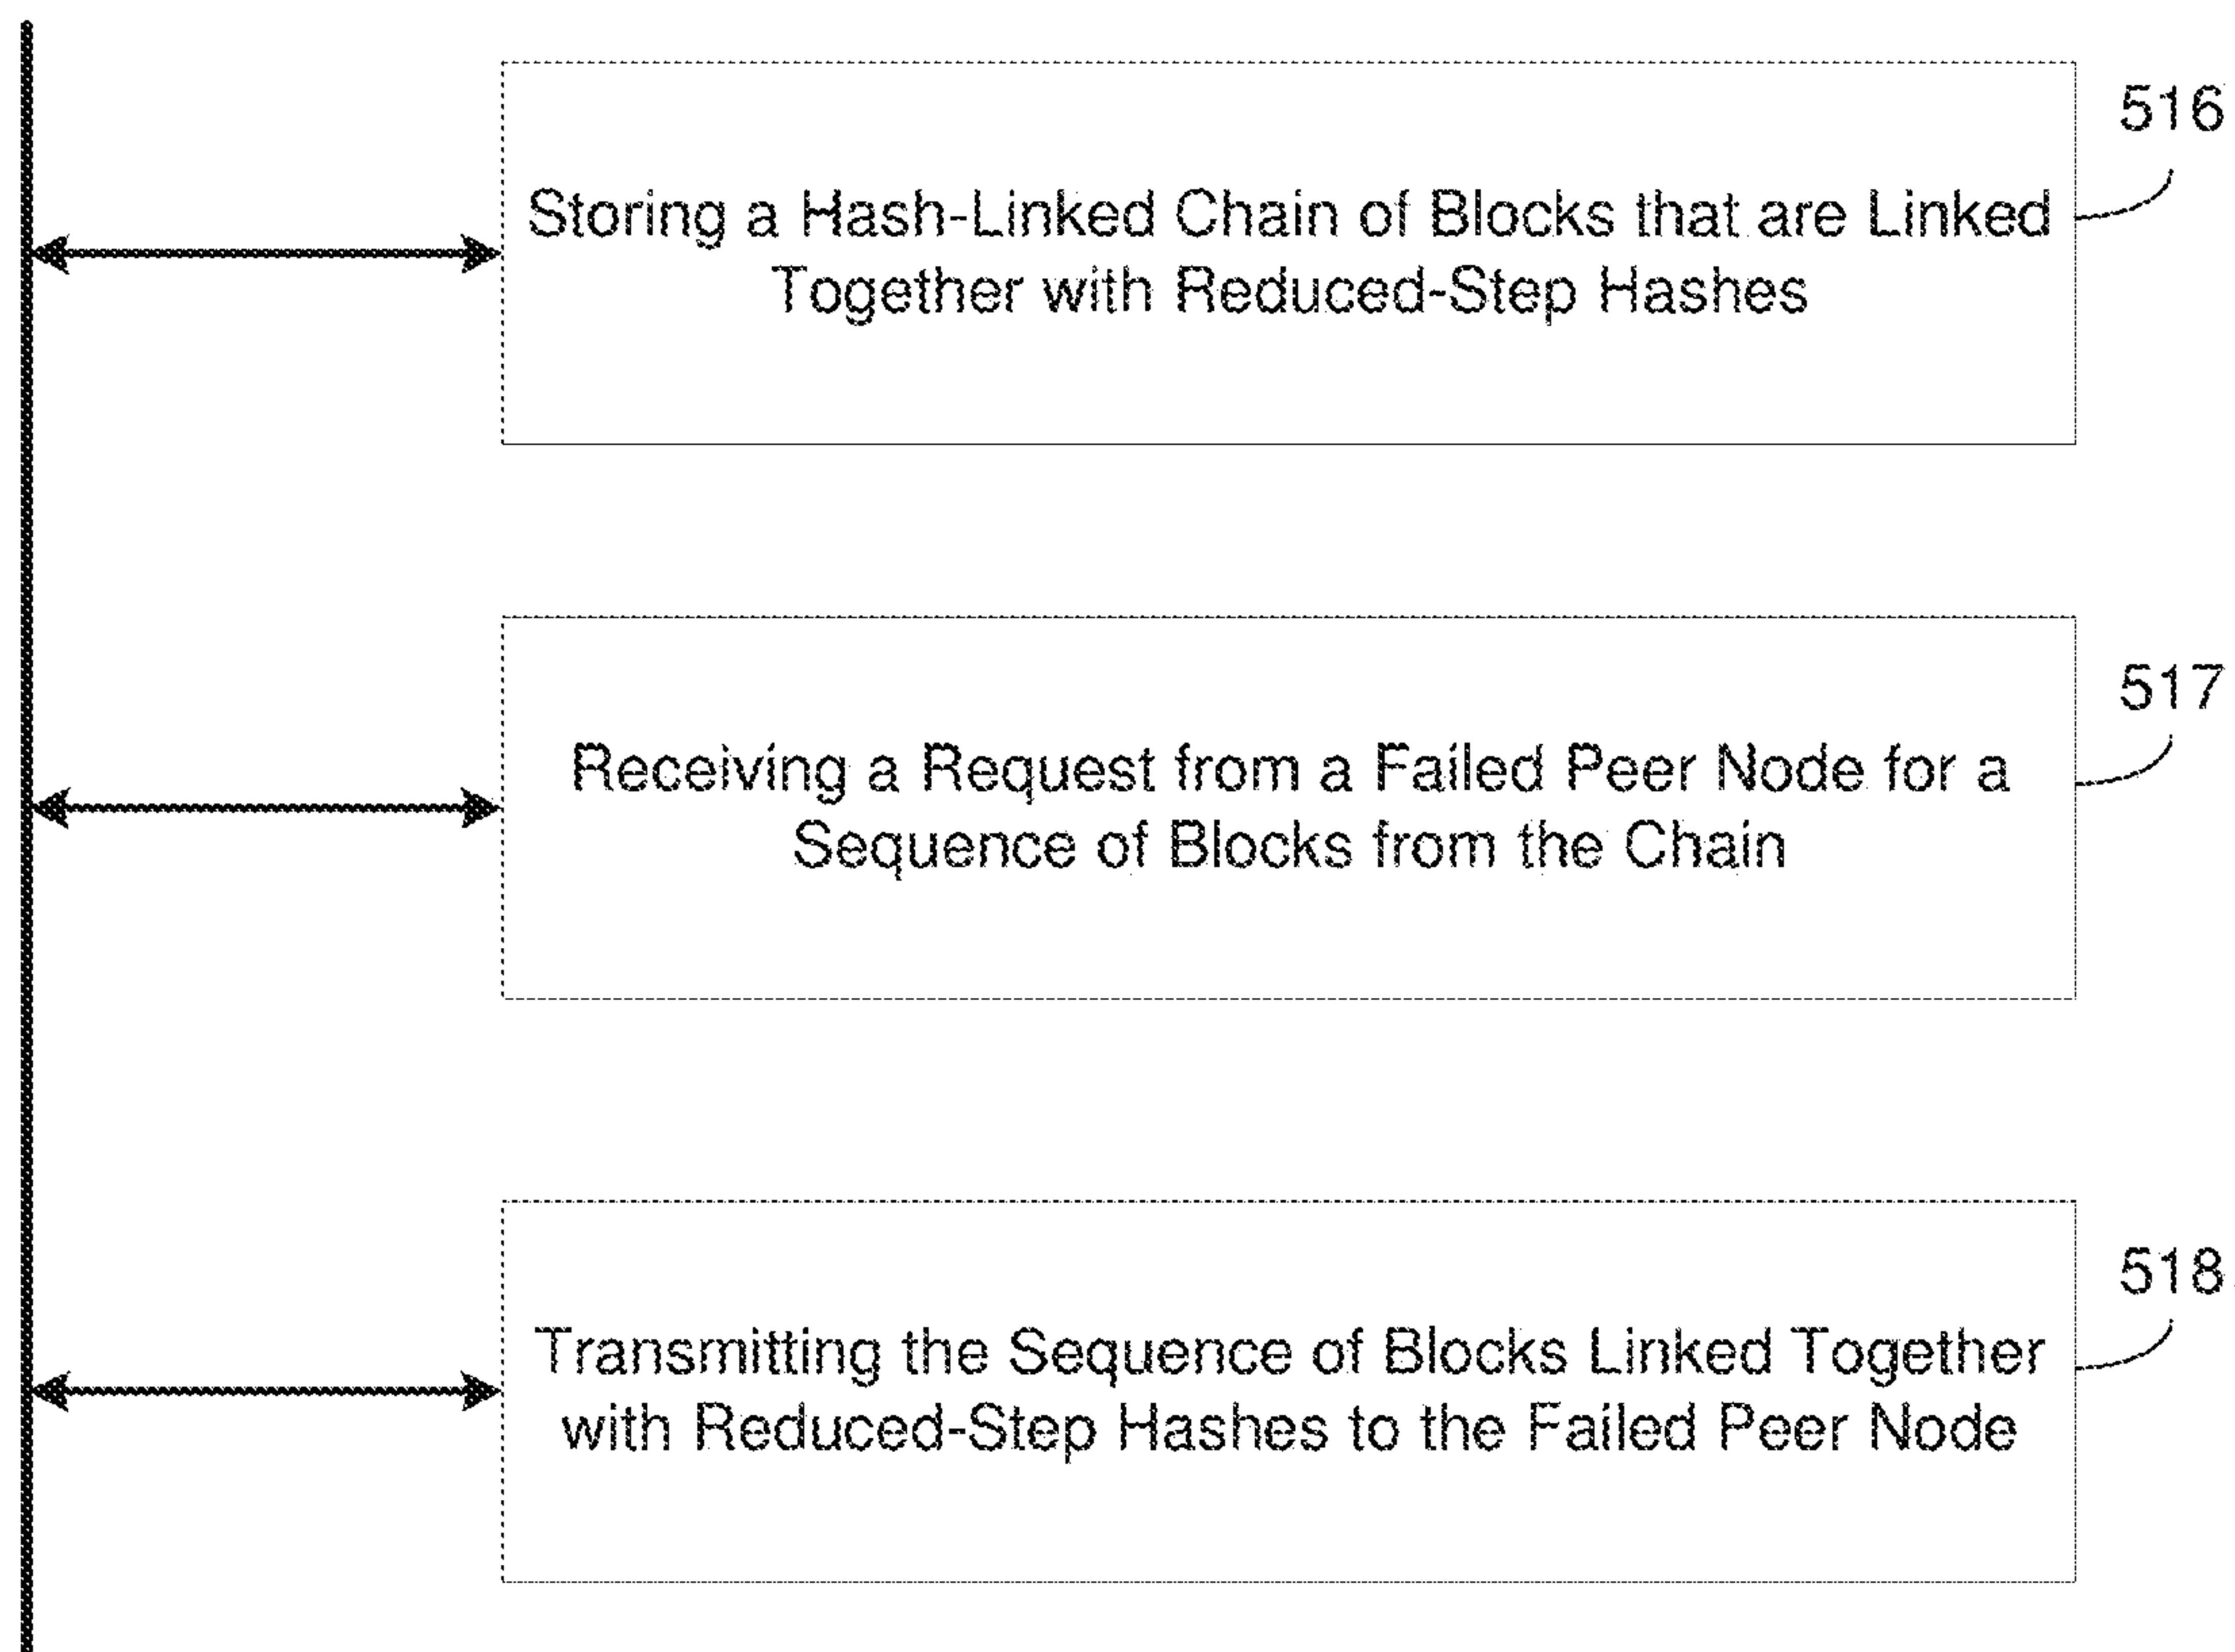 516
Storing a Hash-Linked Chain of Blocks that are Linked
Together with Reduced-Step Hashes
517
Receiving a Request from a Failed Peer Node for a
Sequence of Blocks from the Chain
518
Transmitting the Sequence of Blocks Linked Together
with Reduced-Step Hashes to the Failed Peer Node